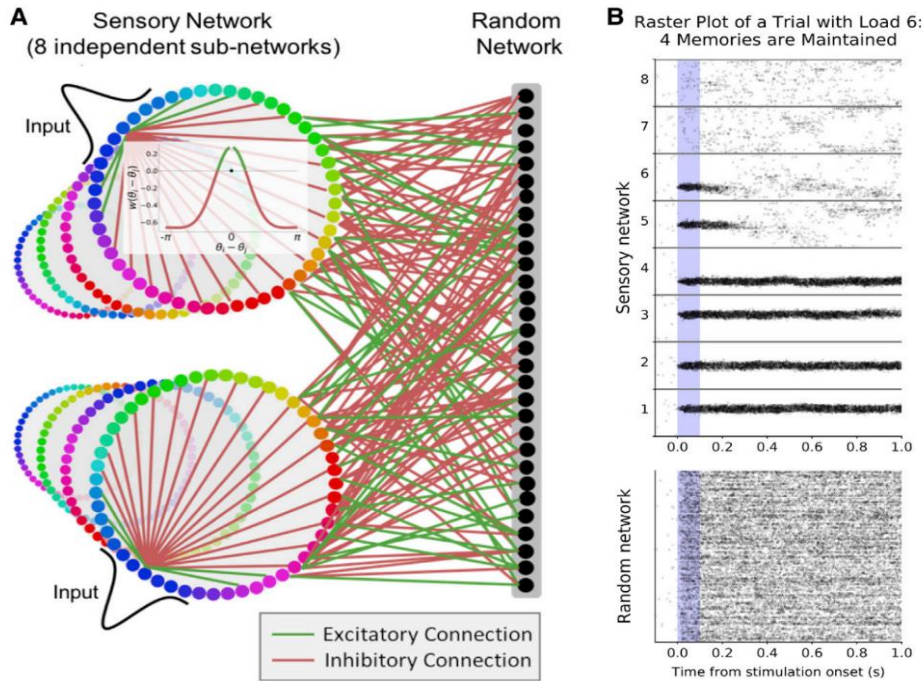 A
Sensory Network
(8 independent sub-networks)
Random
Network
Input
w(θi - θj)
0.2
0.0
-0.2
-0.4
-0.6
-π
0
π
θi - θj
Input
Excitatory Connection
Inhibitory Connection
B
Raster Plot of a Trial with Load 6:
4 Memories are Maintained
Sensory network
8
7
6
5
4
3
2
1
0.0 0.2 0.4 0.6 0.8 1.0
Random network
0.0 0.2 0.4 0.6 0.8 1.0
Time from stimulation onset (s)